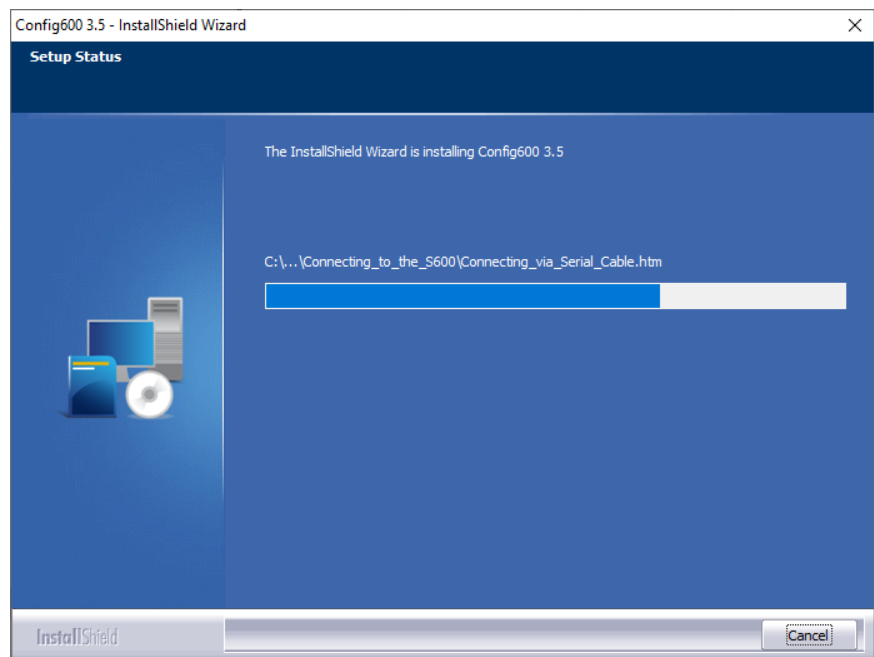 Config600 3.5 - InstallShield Wizard
Setup Status
The InstallShield Wizard is installing Config600 3.5
C:\...\Connecting_to_the_S600\Connecting_via_Serial_Cable.htm
InstallShield
Cancel